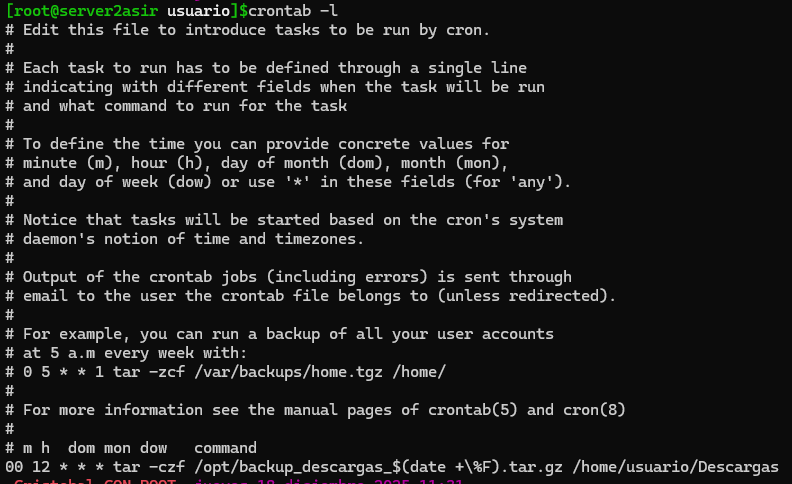 [root@server2asir usuario]$crontab -l
# Edit this file to introduce tasks to be run by cron.
#
# Each task to run has to be defined through a single line
# indicating with different fields when the task will be run
# and what command to run for the task
#
# To define the time you can provide concrete values for
# minute (m), hour (h), day of month (dom), month (mon),
# and day of week (dow) or use '*' in these fields (for 'any').
#
# Notice that tasks will be started based on the cron's system
# daemon's notion of time and timezones.
#
# Output of the crontab jobs (including errors) is sent through
# email to the user the crontab file belongs to (unless redirected).
#
# For example, you can run a backup of all your user accounts
# at 5 a.m every week with:
# 0 5 * * 1 tar -zcf /var/backups/home.tgz /home/
#
# For more information see the manual pages of crontab(5) and cron(8)
#
# m h  dom mon dow   command
00 12 * * * tar -czf /opt/backup_descargas_$(date +\%F).tar.gz /home/usuario/Descargas
CON ROOT jueves 18 diciembre 2025 11:31